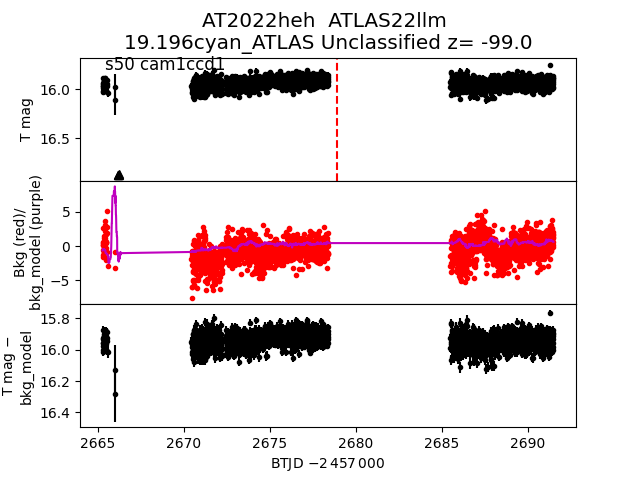 AT2022heh  ATLAS22llm
19.196cyan_ATLAS Unclassified z= -99.0
s50 cam1ccd1
T mag
16.0
16.5
Bkg (red)/
bkg_model (purple)
5
0
−5
T mag −
bkg_model
15.8
16.0
16.2
16.4
2665 2670 2675 2680 2685 2690
BTJD −2 457 000